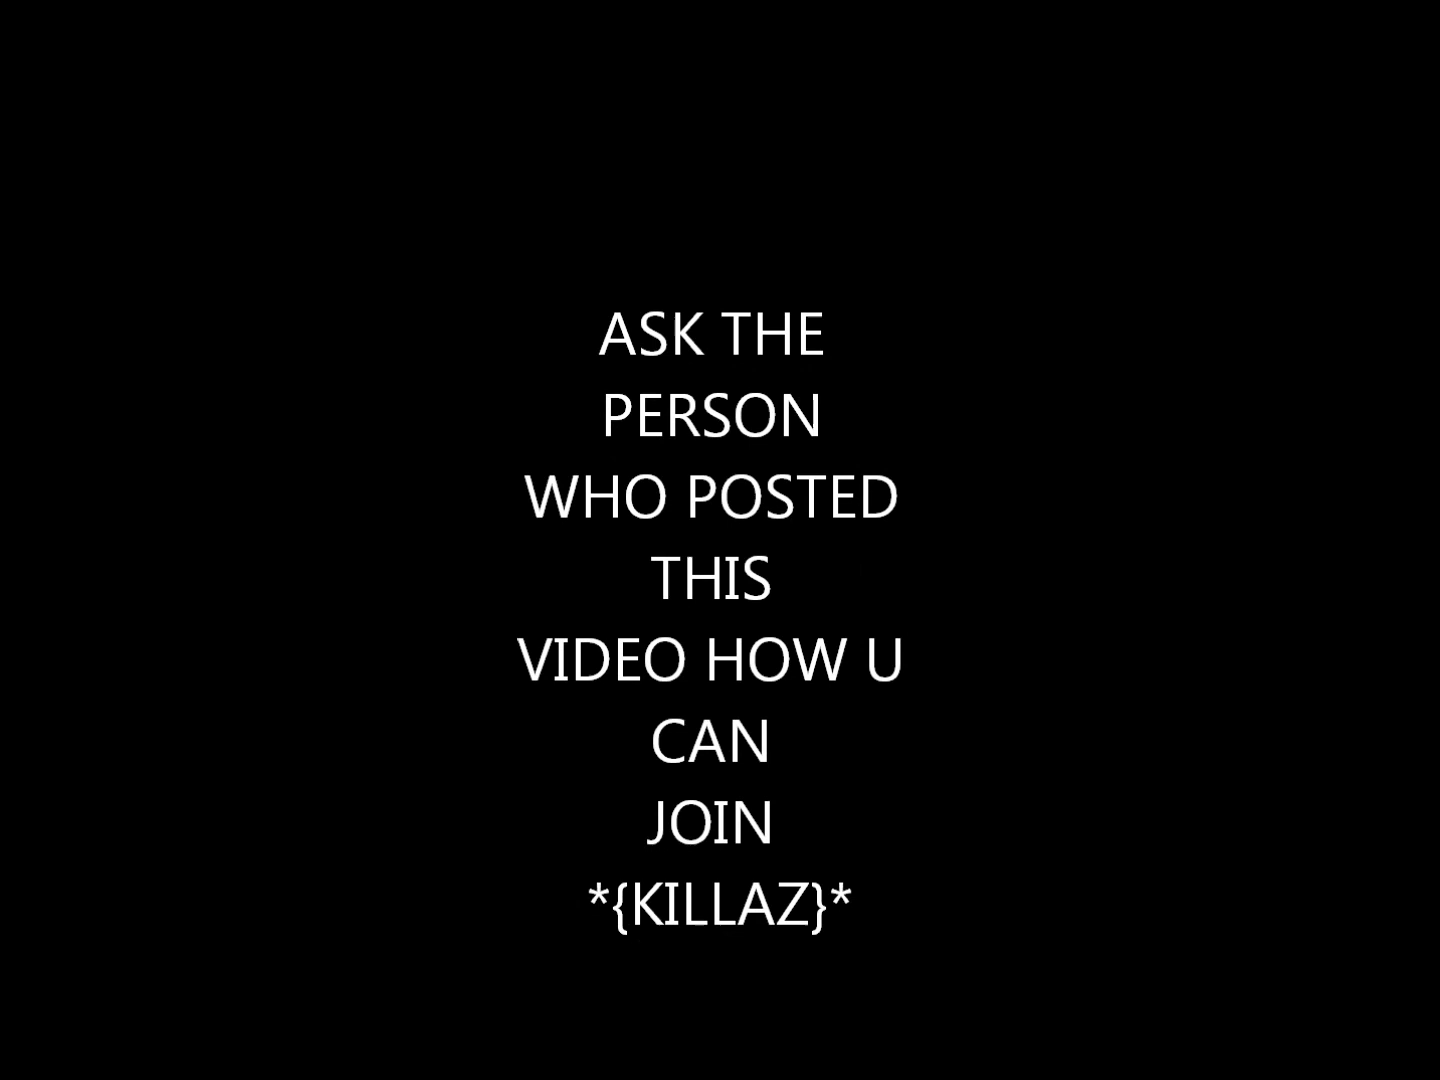 ASK THE
PERSON
WHO POSTED
THIS
VIDEO HOW U
CAN
JOIN
*{KILLAZ}*